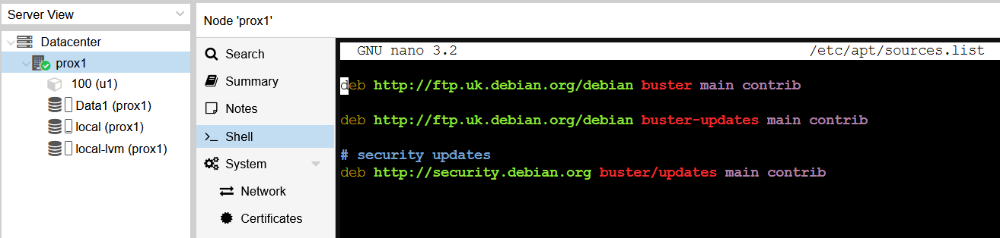 Server View
Datacenter
prox1
100 (u1)
Data1 (prox1)
local (prox1)
local-lvm (prox1)
Node 'prox1'
Search
Summary
Notes
Shell
System
Network
Certificates
GNU nano 3.2 /etc/apt/sources.list
deb http://ftp.uk.debian.org/debian buster main contrib
deb http://ftp.uk.debian.org/debian buster-updates main contrib
# security updates
deb http://security.debian.org buster/updates main contrib